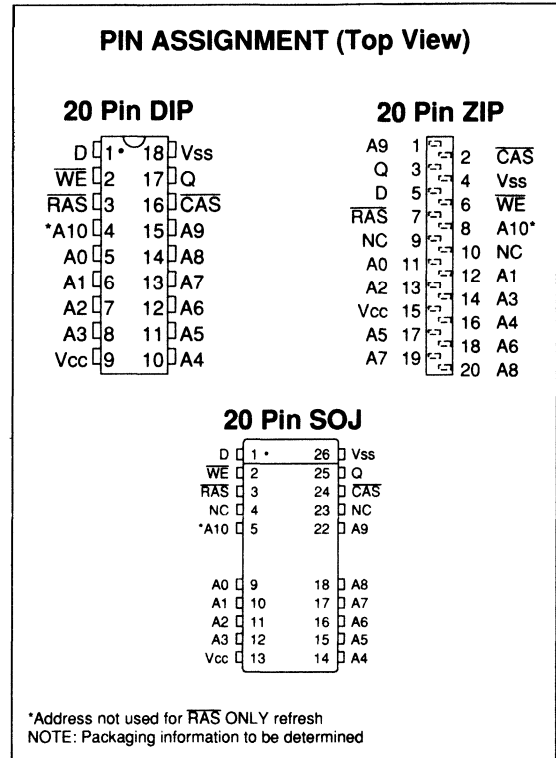 PIN ASSIGNMENT (Top View)
20 Pin DIP
D 1 18 Vss
WE 2 17 Q
RAS 3 16 CAS
*A10 4 15 A9
A0 5 14 A8
A1 6 13 A7
A2 7 12 A6
A3 8 11 A5
Vcc 9 10 A4
20 Pin ZIP
A9 1
2 CAS
Q 3
4 Vss
D 5
6 WE
RAS 7
8 A10*
NC 9
10 NC
A0 11
12 A1
A2 13
14 A3
Vcc 15
16 A4
A5 17
18 A6
A7 19
20 A8
20 Pin SOJ
D 1 26 Vss
WE 2 25 Q
RAS 3 24 CAS
NC 4 23 NC
*A10 5 22 A9
A0 9 18 A8
A1 10 17 A7
A2 11 16 A6
A3 12 15 A5
Vcc 13 14 A4
*Address not used for RAS ONLY refresh
NOTE: Packaging information to be determined